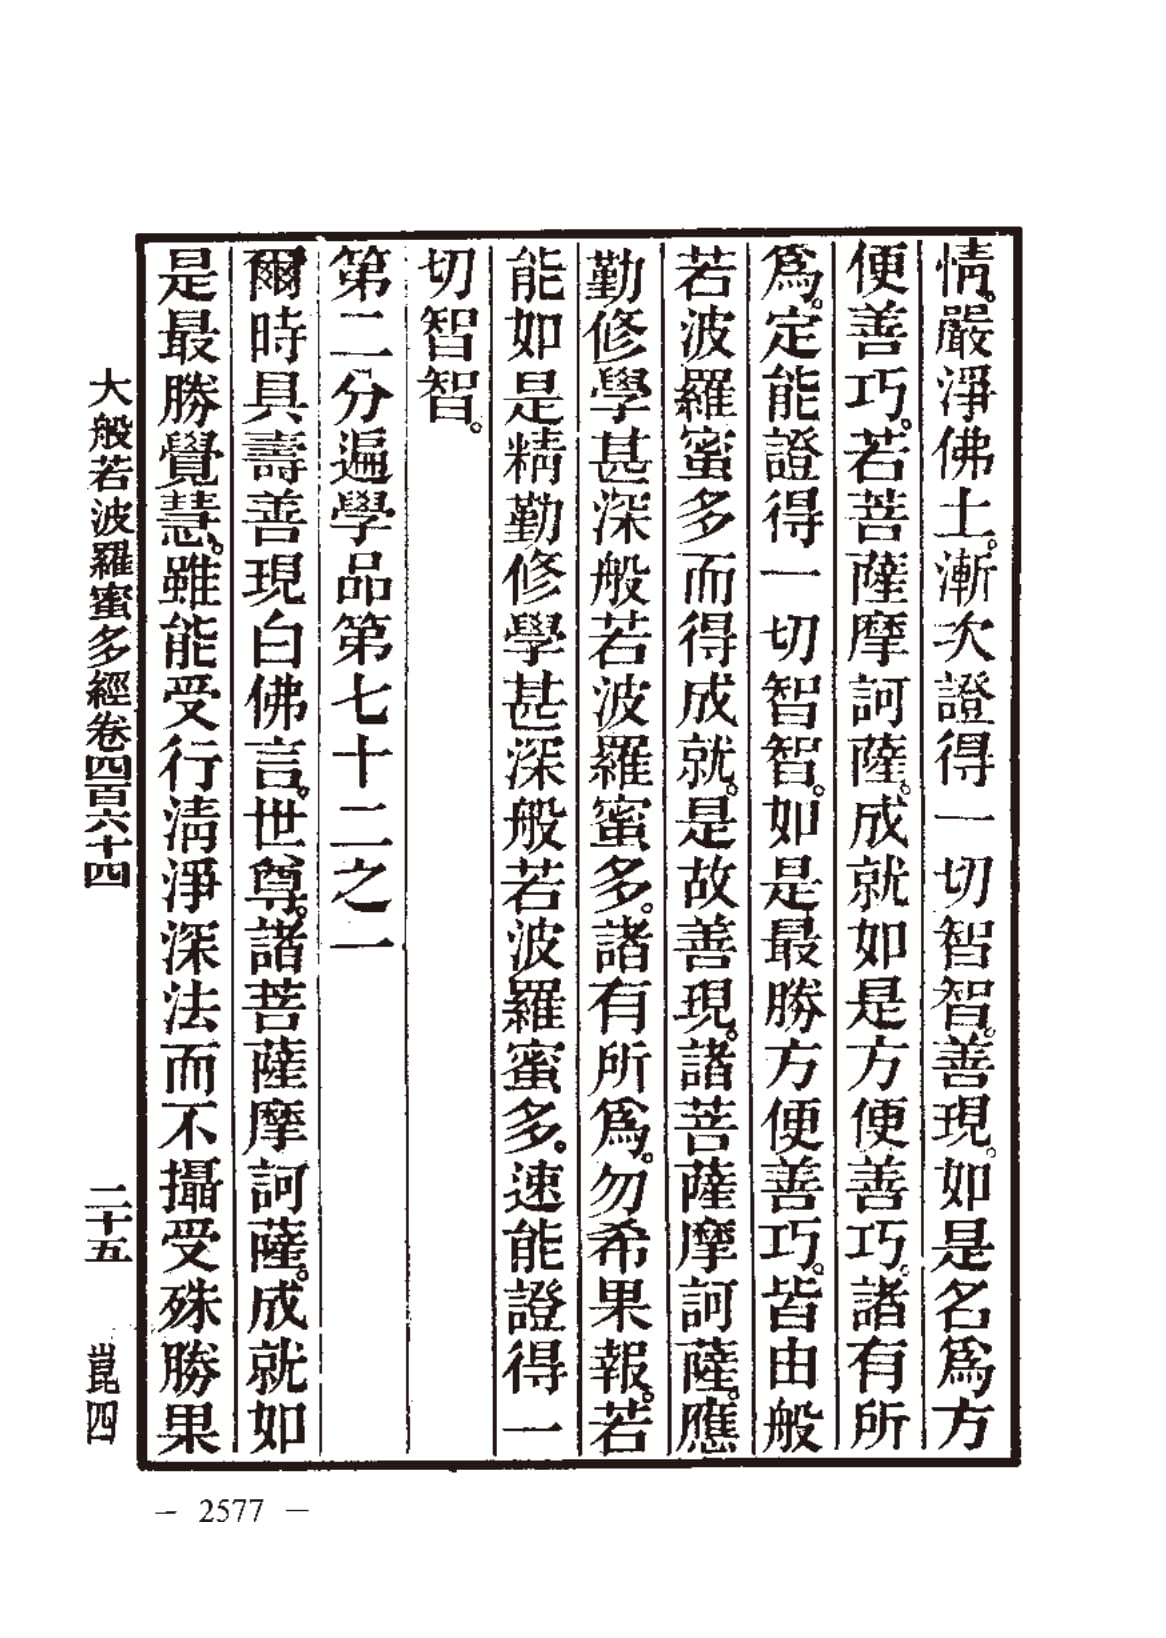 情。嚴淨佛土。漸次證得一切智智。善現。如是名爲方
便善巧。若菩薩摩訶薩。成就如是方便善巧。諸有所
爲。定能證得一切智智。如是最勝方便善巧。皆由般
若波羅蜜多而得成就。是故善現。諸菩薩摩訶薩。應
勤修學甚深般若波羅蜜多。諸有所爲。勿希果報。若
能如是精勤修學甚深般若波羅蜜多。速能證得一
切智智。
第二分遍學品第七十二之一
爾時具壽善現白佛言。世尊。諸菩薩摩訶薩。成就如
是最勝覺慧。雖能受行清淨深法而不攝受殊勝果
大般若波羅蜜多經卷四百六十四 二十五 崑四
— 2577 —